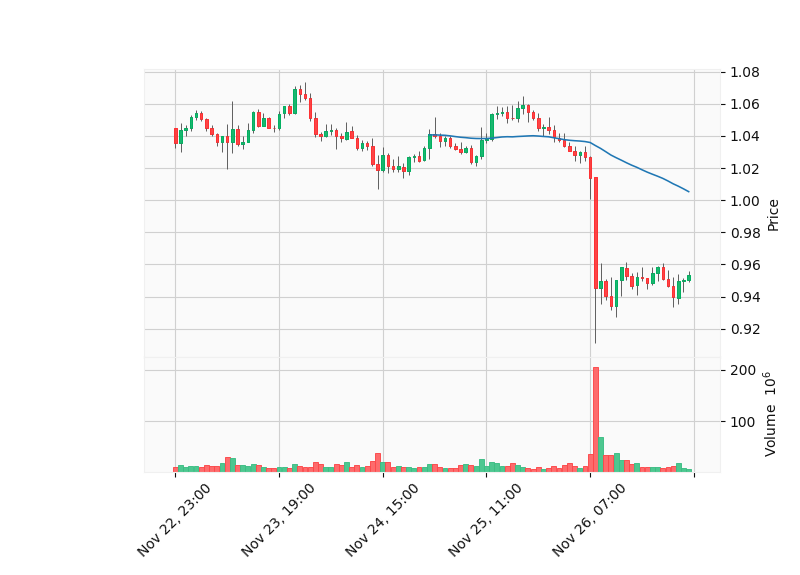 1.08
1.06
1.04
1.02
1.00
0.98
0.96
0.94
0.92
Price
200
100
Volume 10⁶
Nov 22, 23:00
Nov 23, 19:00
Nov 24, 15:00
Nov 25, 11:00
Nov 26, 07:00